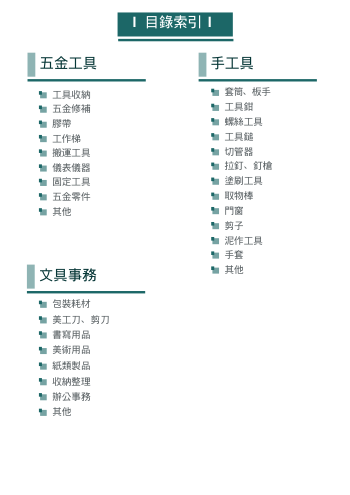 I 目錄索引 I
五金工具
工具收納
五金修補
膠帶
工作梯
搬運工具
儀表儀器
固定工具
五金零件
其他
文具事務
包裝耗材
美工刀、剪刀
書寫用品
美術用品
紙類製品
收納整理
辦公事務
其他
手工具
套筒、板手
工具鉗
螺絲工具
工具鎚
切管器
拉釘、釘槍
塗刷工具
取物棒
門窗
剪子
泥作工具
手套
其他